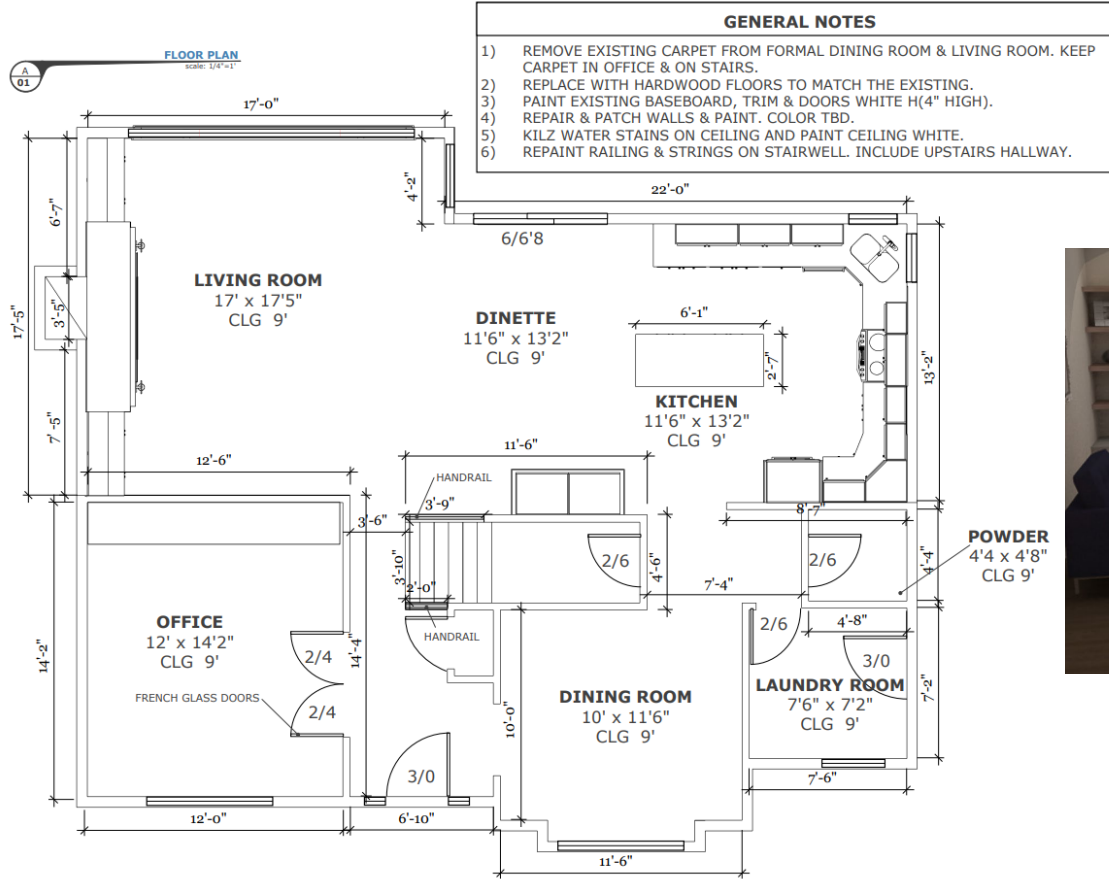 GENERAL NOTES
1) REMOVE EXISTING CARPET FROM FORMAL DINING ROOM & LIVING ROOM. KEEP
CARPET IN OFFICE & ON STAIRS.
2) REPLACE WITH HARDWOOD FLOORS TO MATCH THE EXISTING.
3) PAINT EXISTING BASEBOARD, TRIM & DOORS WHITE H(4" HIGH).
4) REPAIR & PATCH WALLS & PAINT. COLOR TBD.
5) KILZ WATER STAINS ON CEILING AND PAINT CEILING WHITE.
6) REPAINT RAILING & STRINGS ON STAIRWELL. INCLUDE UPSTAIRS HALLWAY.
FLOOR PLAN
scale: 1/4"=1'
A
01
17'-0"
22'-0"
4'-2"
6'-7"
6/6'8
LIVING ROOM
17' x 17'5"
CLG 9'
17'-5"
3'-5"
7'-5"
DINETTE
11'6" x 13'2"
CLG 9'
6'-1"
2'-7"
KITCHEN
11'6" x 13'2"
CLG 9'
13'-2"
12'-6"
11'-6"
HANDRAIL
3'-9"
3'-6"
8'-7"
3'-10"
2'-0"
2/6
4'-6"
7'-4"
2/6
4'-4"
POWDER
4'4 x 4'8"
CLG 9'
HANDRAIL
4'-8"
2/6
3/0
OFFICE
12' x 14'2"
CLG 9'
14'-2"
14'-4"
2/4
2/4
FRENCH GLASS DOORS
DINING ROOM
10' x 11'6"
CLG 9'
10'-0"
LAUNDRY ROOM
7'6" x 7'2"
CLG 9'
7'-2"
3/0
7'-6"
12'-0"
6'-10"
11'-6"